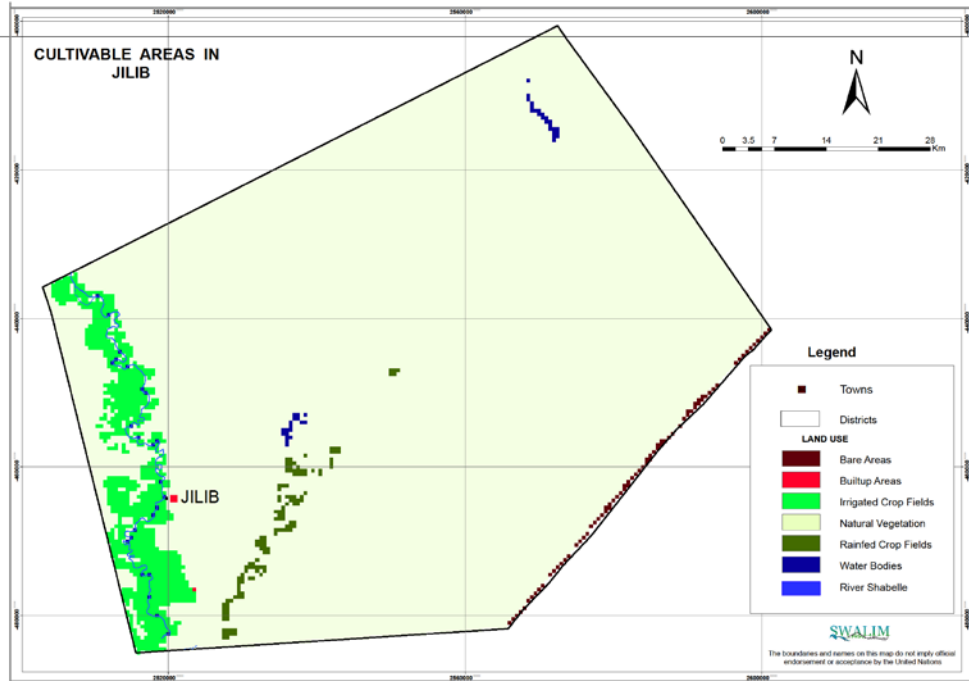 CULTIVABLE AREAS IN
JILIB
N
0 3.5 7 14 21 28
Km
JILIB
Legend
Towns
Districts
LAND USE
Bare Areas
Builtup Areas
Irrigated Crop Fields
Natural Vegetation
Rainfed Crop Fields
Water Bodies
River Shabelle
SWALIM
The boundaries and names on this map do not imply official
endorsement or acceptance by the United Nations